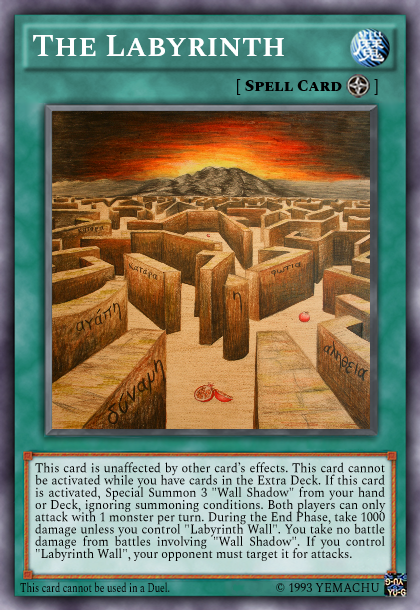 The Labyrinth
[ Spell Card ]
κατάρα
φωτιά
αγάπη
η
αλήθεια
δύναμη
This card is unaffected by other card's effects. This card cannot
be activated while you have cards in the Extra Deck. If this card
is activated, Special Summon 3 "Wall Shadow" from your hand
or Deck, ignoring summoning conditions. Both players can only
attack with 1 monster per turn. During the End Phase, take 1000
damage unless you control "Labyrinth Wall". You take no battle
damage from battles involving "Wall Shadow". If you control
"Labyrinth Wall", your opponent must target it for attacks.
This card cannot be used in a Duel.
© 1993 YEMACHU